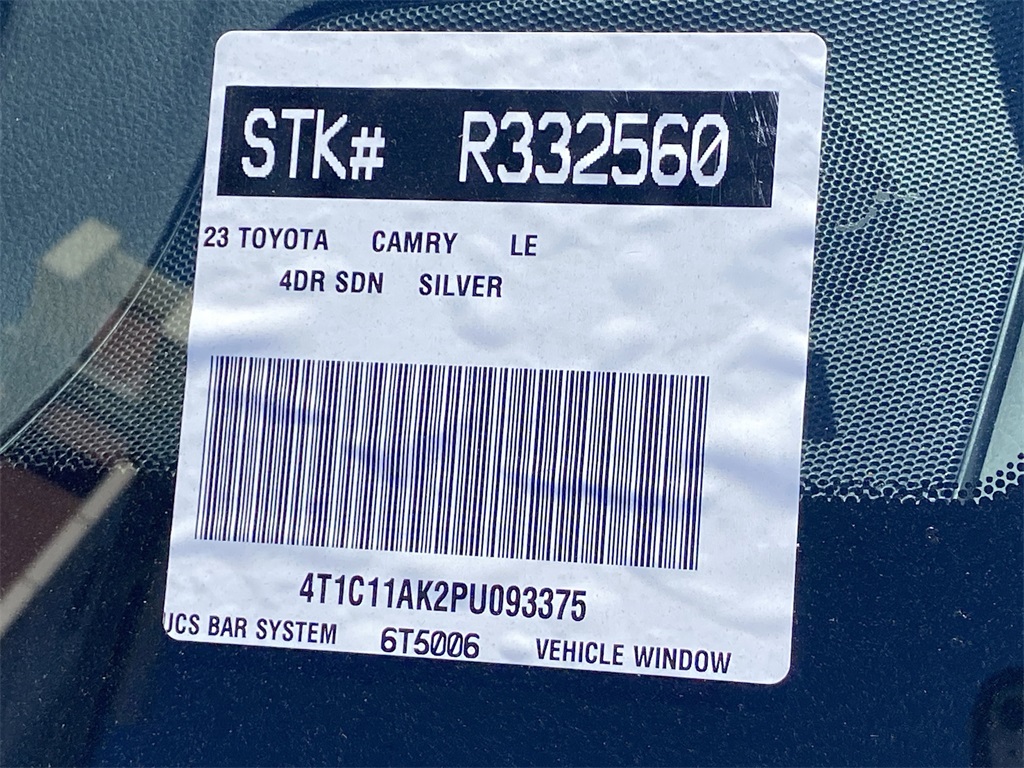 STK# R332560
23 TOYOTA CAMRY LE
4DR SDN SILVER
4T1C11AK2PU093375
UCS BAR SYSTEM 6T5006 VEHICLE WINDOW